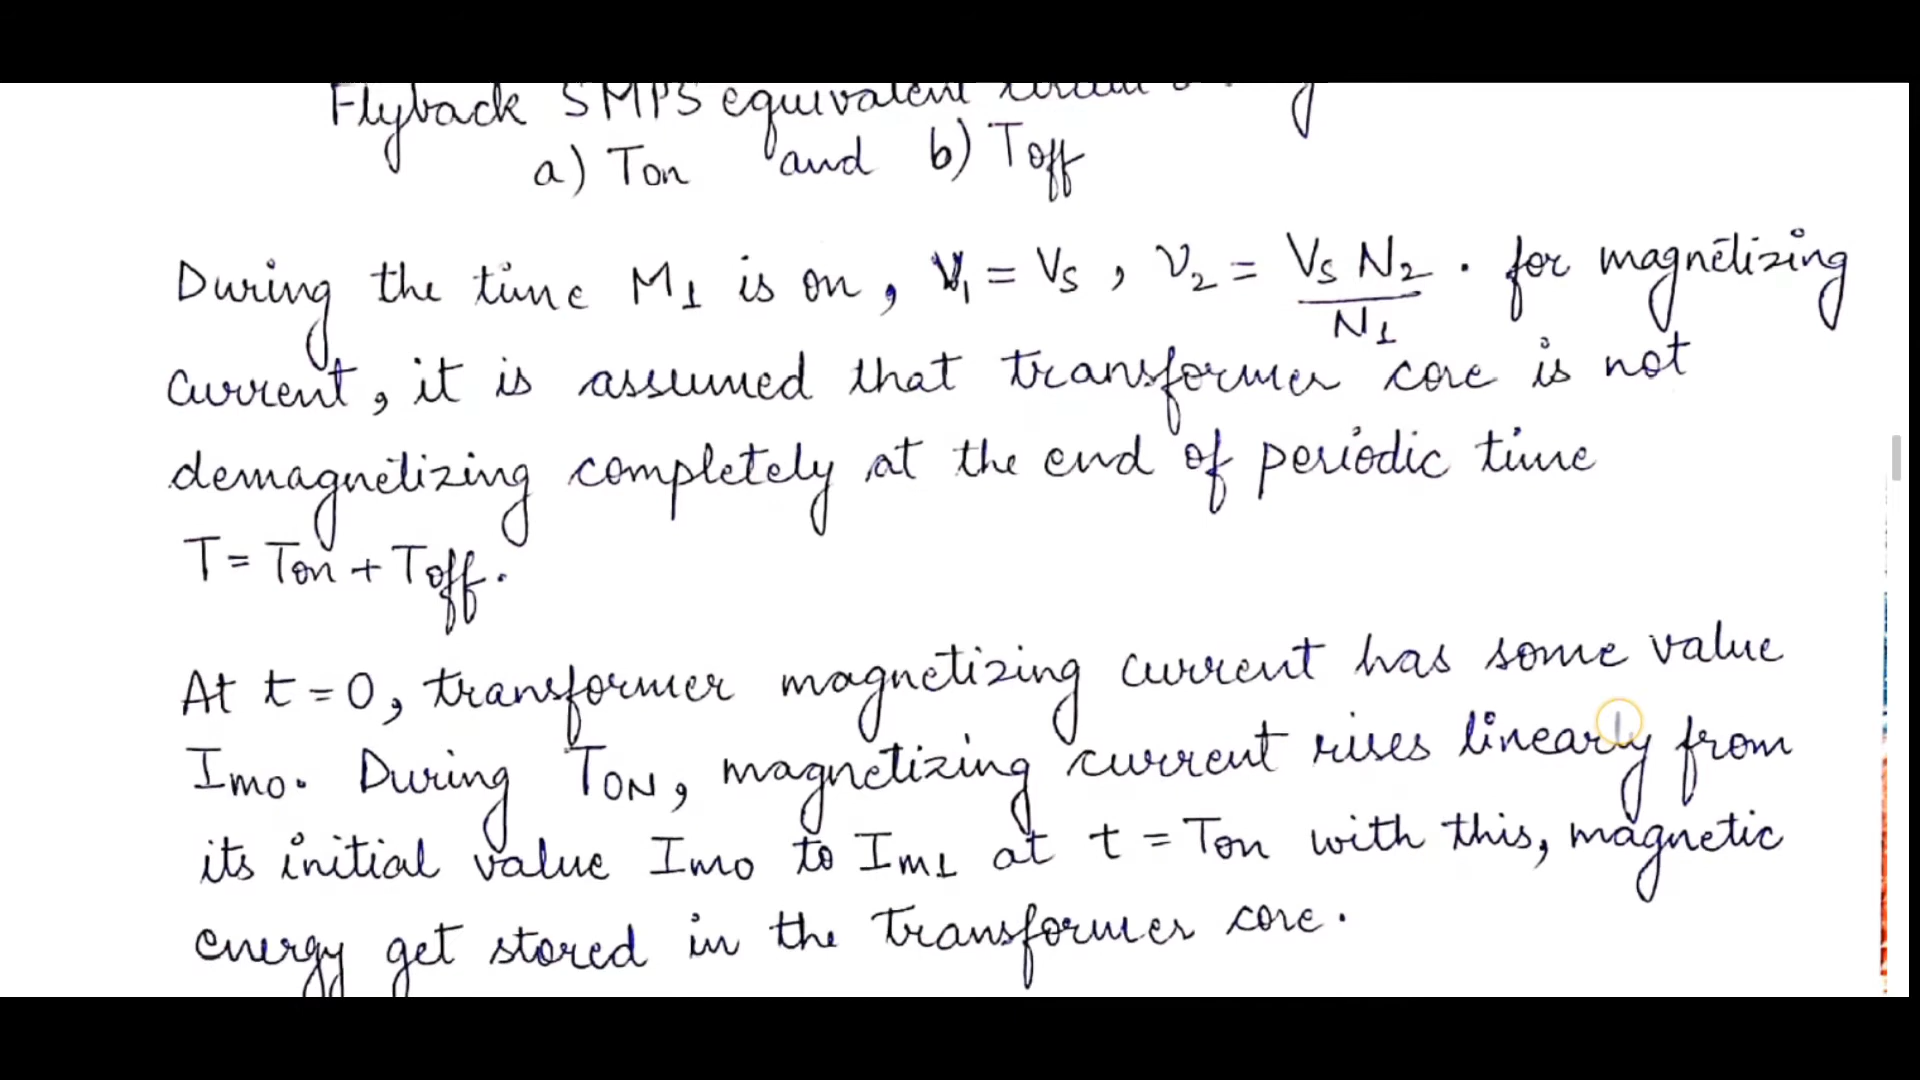 Flyback SMPS equivalent
a) Ton and b) Toff
During the time M1 is on, V1 = Vs, V2 = Vs N2 / N1. for magnetizing
current, it is assumed that transformer core is not
demagnetizing completely at the end of periodic time
T = Ton + Toff.
At t = 0, transformer magnetizing current has some value
Imo. During TON, magnetizing current rises linearly from
its initial value Imo to Im1 at t = Ton with this, magnetic
energy get stored in the transformer core.